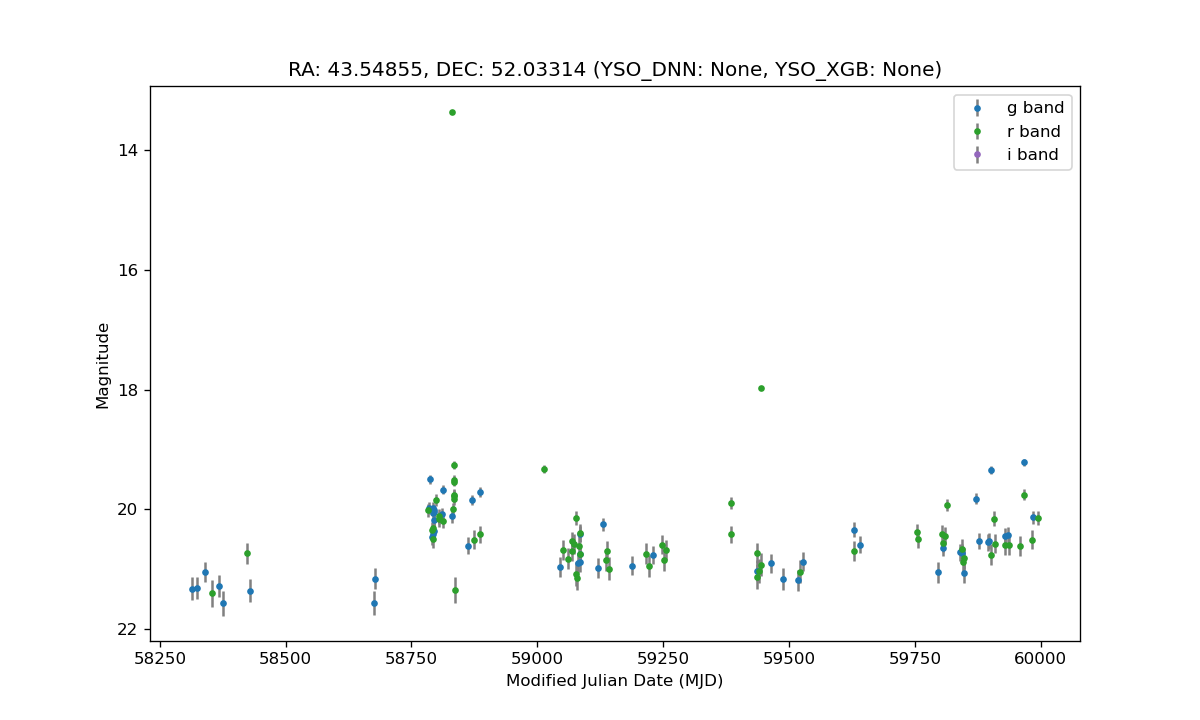 RA: 43.54855, DEC: 52.03314 (YSO_DNN: None, YSO_XGB: None)
g band
r band
i band
14
16
18
20
22
Magnitude
58250 58500 58750 59000 59250 59500 59750 60000
Modified Julian Date (MJD)